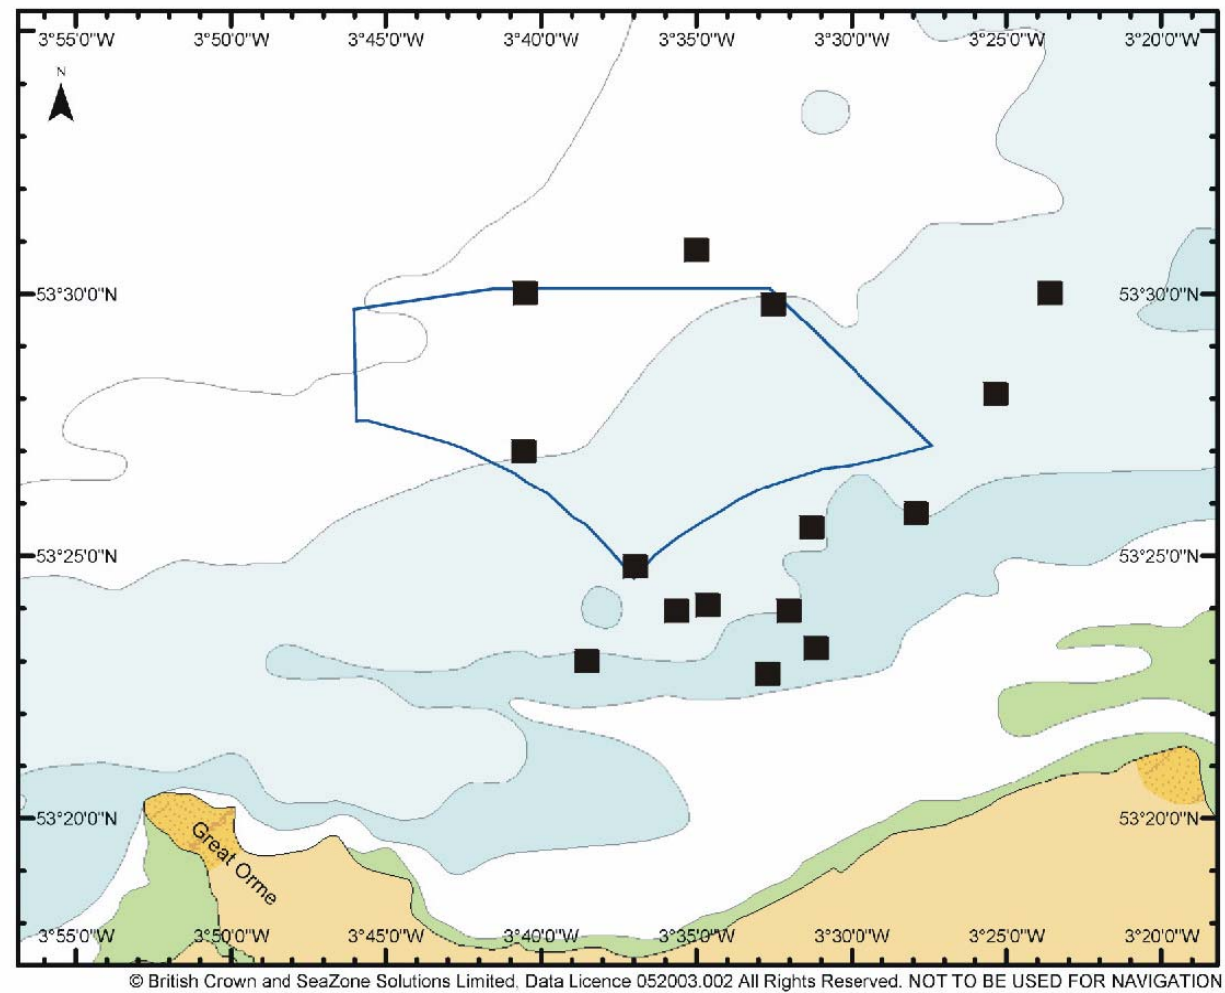 3°55'0"W 3°50'0"W 3°45'0"W 3°40'0"W 3°35'0"W 3°30'0"W 3°25'0"W 3°20'0"W
N
53°30'0"N 53°30'0"N
53°25'0"N 53°25'0"N
53°20'0"N 53°20'0"N
Great Orme
3°55'0"W 3°50'0"W 3°45'0"W 3°40'0"W 3°35'0"W 3°30'0"W 3°25'0"W 3°20'0"W
© British Crown and SeaZone Solutions Limited, Data Licence 052003.002 All Rights Reserved. NOT TO BE USED FOR NAVIGATION